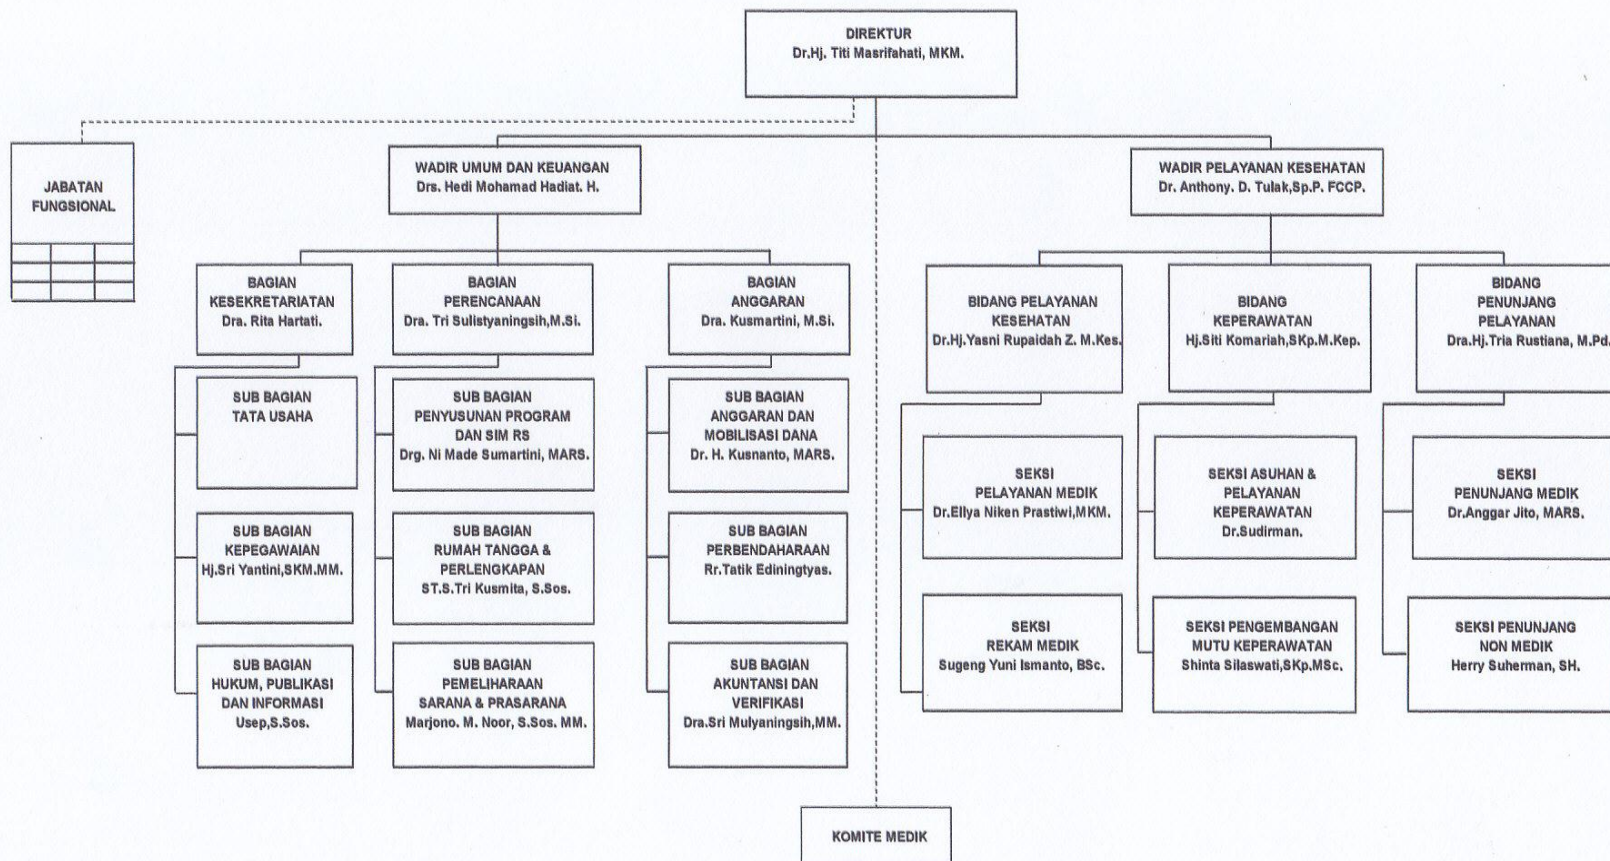 DIREKTUR
Dr.Hj. Titi Masrifahati, MKM.
JABATAN
FUNGSIONAL
WADIR UMUM DAN KEUANGAN
Drs. Hedi Mohamad Hadiat. H.
WADIR PELAYANAN KESEHATAN
Dr. Anthony. D. Tulak,Sp.P. FCCP.
BAGIAN
KESEKRETARIATAN
Dra. Rita Hartati.
BAGIAN
PERENCANAAN
Dra. Tri Sulistyaningsih,M.Si.
BAGIAN
ANGGARAN
Dra. Kusmartini, M.Si.
BIDANG PELAYANAN
KESEHATAN
Dr.Hj.Yasni Rupaidah Z. M.Kes.
BIDANG
KEPERAWATAN
Hj.Siti Komariah,SKp.M.Kep.
BIDANG
PENUNJANG
PELAYANAN
Dra.Hj.Tria Rustiana, M.Pd.
SUB BAGIAN
TATA USAHA
SUB BAGIAN
PENYUSUNAN PROGRAM
DAN SIM RS
Drg. Ni Made Sumartini, MARS.
SUB BAGIAN
ANGGARAN DAN
MOBILISASI DANA
Dr. H. Kusnanto, MARS.
SEKSI
PELAYANAN MEDIK
Dr.Ellya Niken Prastiwi,MKM.
SEKSI ASUHAN &
PELAYANAN
KEPERAWATAN
Dr.Sudirman.
SEKSI
PENUNJANG MEDIK
Dr.Anggar Jito, MARS.
SUB BAGIAN
KEPEGAWAIAN
Hj.Sri Yantini,SKM.MM.
SUB BAGIAN
RUMAH TANGGA &
PERLENGKAPAN
ST.S.Tri Kusmita, S.Sos.
SUB BAGIAN
PERBENDAHARAAN
Rr.Tatik Ediningtyas.
SEKSI
REKAM MEDIK
Sugeng Yuni Ismanto, BSc.
SEKSI PENGEMBANGAN
MUTU KEPERAWATAN
Shinta Silaswati,SKp.MSc.
SEKSI PENUNJANG
NON MEDIK
Herry Suherman, SH.
SUB BAGIAN
HUKUM, PUBLIKASI
DAN INFORMASI
Usep,S.Sos.
SUB BAGIAN
PEMELIHARAAN
SARANA & PRASARANA
Marjono. M. Noor, S.Sos. MM.
SUB BAGIAN
AKUNTANSI DAN
VERIFIKASI
Dra.Sri Mulyaningsih,MM.
KOMITE MEDIK